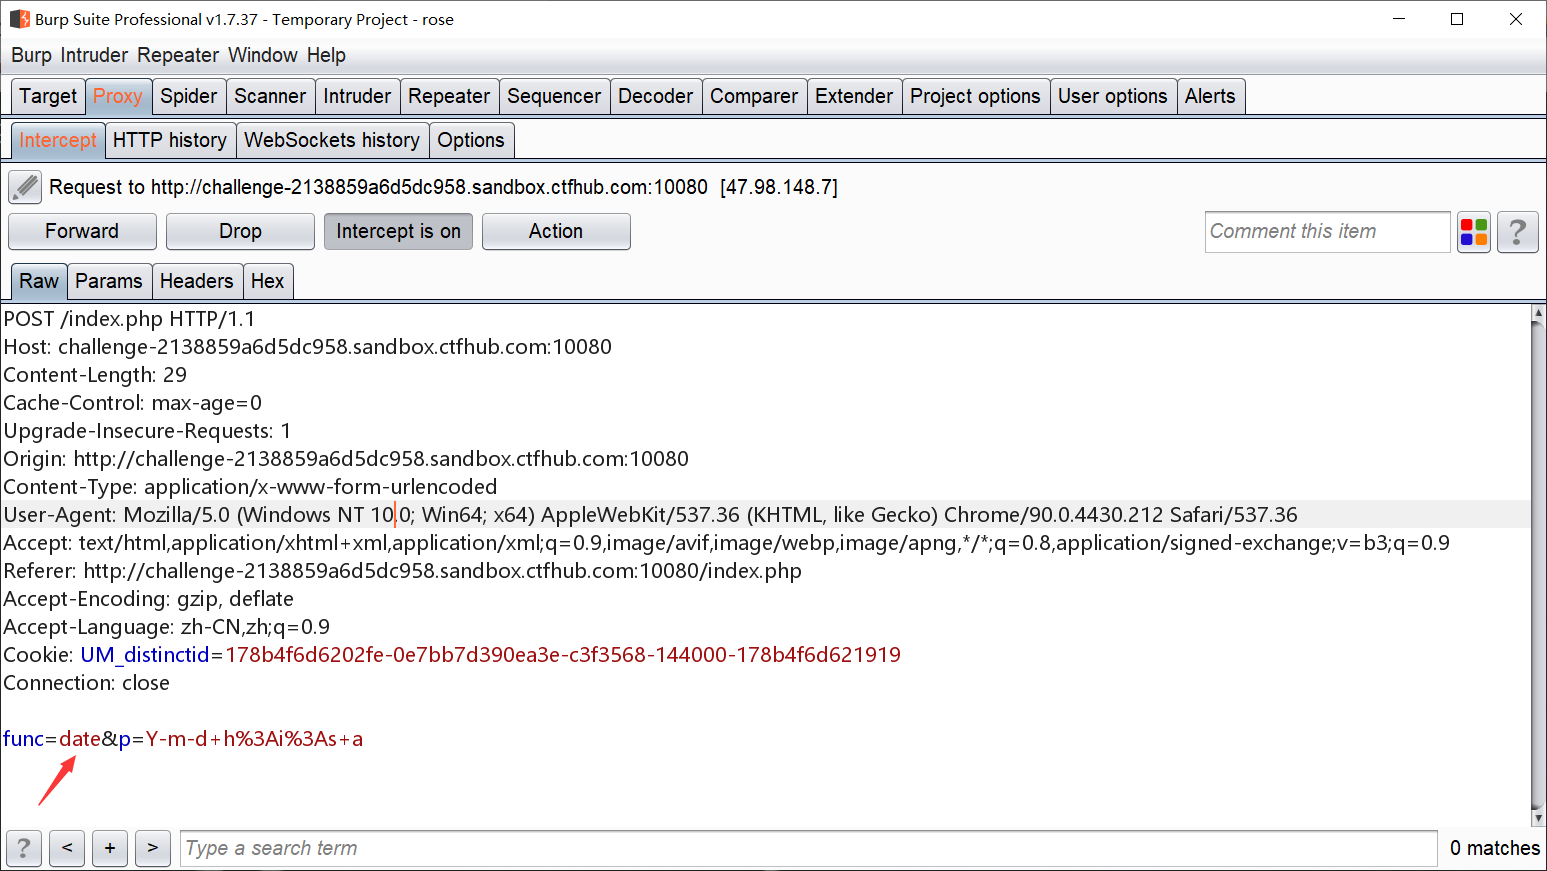 Burp Suite Professional v1.7.37 - Temporary Project - rose
Burp Intruder Repeater Window Help
Target Proxy Spider Scanner Intruder Repeater Sequencer Decoder Comparer Extender Project options User options Alerts
Intercept HTTP history WebSockets history Options
Request to http://challenge-2138859a6d5dc958.sandbox.ctfhub.com:10080 [47.98.148.7]
Forward Drop Intercept is on Action Comment this item ?
Raw Params Headers Hex
POST /index.php HTTP/1.1
Host: challenge-2138859a6d5dc958.sandbox.ctfhub.com:10080
Content-Length: 29
Cache-Control: max-age=0
Upgrade-Insecure-Requests: 1
Origin: http://challenge-2138859a6d5dc958.sandbox.ctfhub.com:10080
Content-Type: application/x-www-form-urlencoded
User-Agent: Mozilla/5.0 (Windows NT 10.0; Win64; x64) AppleWebKit/537.36 (KHTML, like Gecko) Chrome/90.0.4430.212 Safari/537.36
Accept: text/html,application/xhtml+xml,application/xml;q=0.9,image/avif,image/webp,image/apng,*/*;q=0.8,application/signed-exchange;v=b3;q=0.9
Referer: http://challenge-2138859a6d5dc958.sandbox.ctfhub.com:10080/index.php
Accept-Encoding: gzip, deflate
Accept-Language: zh-CN,zh;q=0.9
Cookie: UM_distinctid=178b4f6d6202fe-0e7bb7d390ea3e-c3f3568-144000-178b4f6d621919
Connection: close
func=date&p=Y-m-d+h%3Ai%3As+a
? < + > Type a search term 0 matches